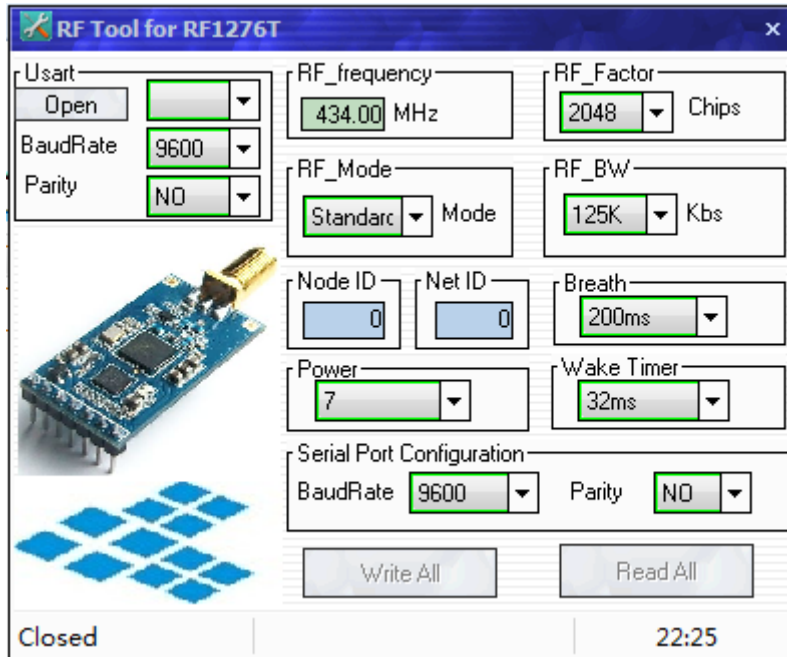 RF Tool for RF1276T
Usart
Open
BaudRate 9600
Parity NO
RF_frequency
434.00 MHz
RF_Factor
2048 Chips
RF_Mode
Standarc Mode
RF_BW
125K Kbs
Node ID
0
Net ID
0
Breath
200ms
Power
7
Wake Timer
32ms
Serial Port Configuration
BaudRate 9600 Parity NO
Write All Read All
Closed 22:25